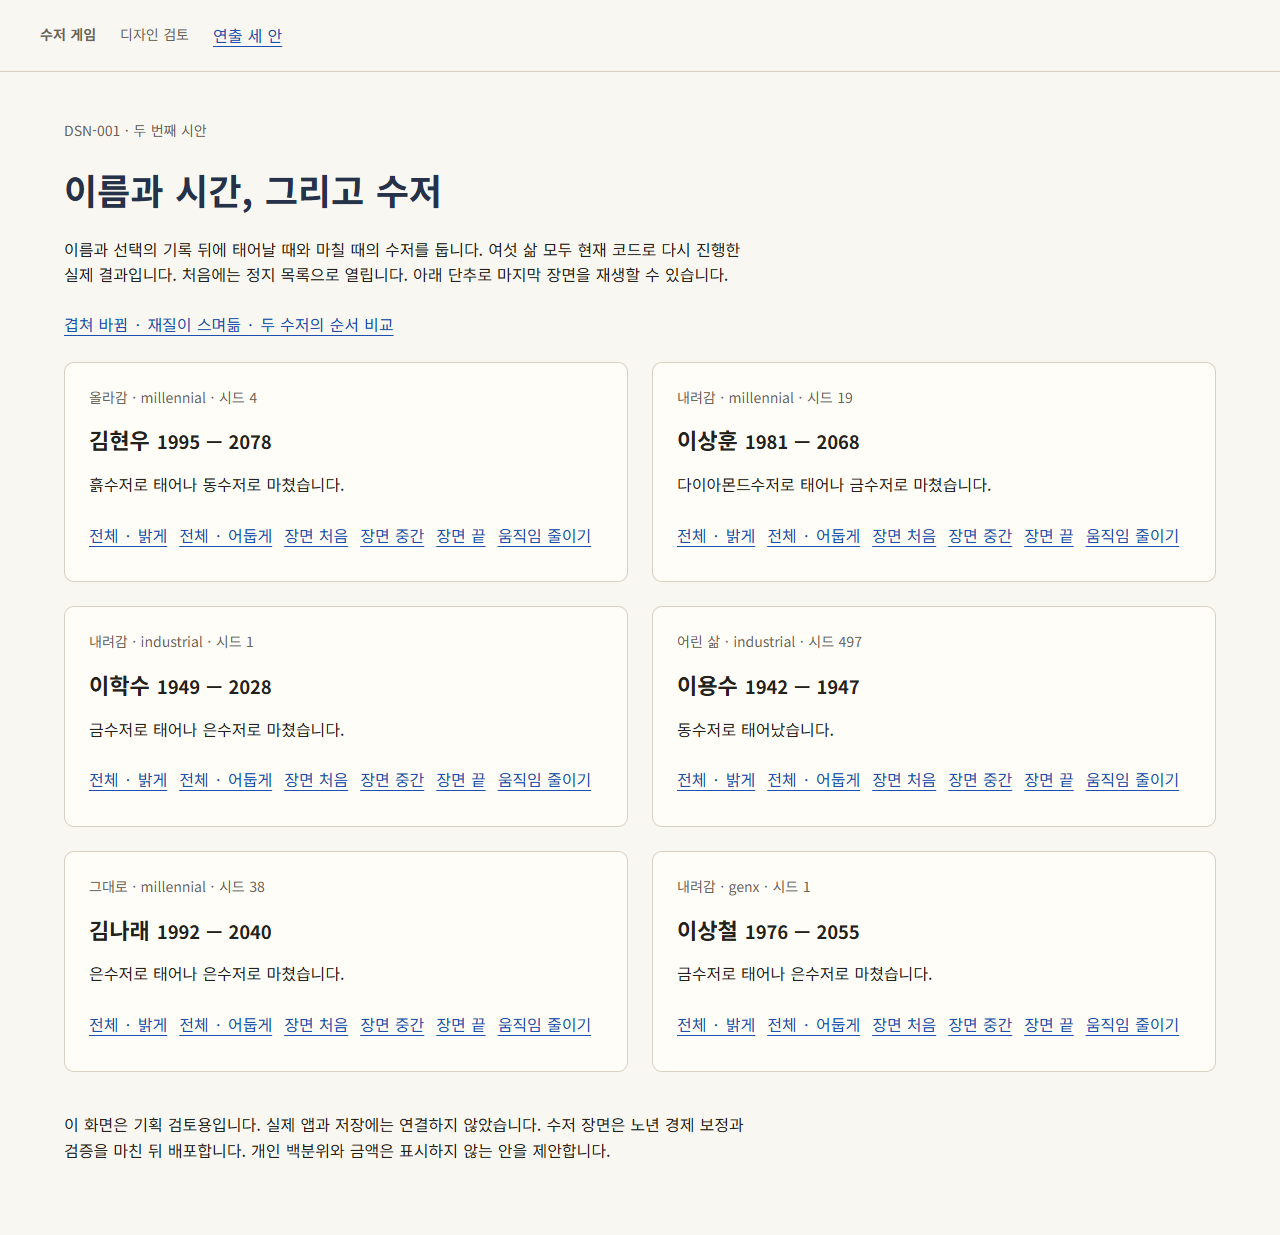 수저 게임 디자인 검토 연출 세 안
DSN-001 · 두 번째 시안
이름과 시간, 그리고 수저
이름과 선택의 기록 뒤에 태어날 때와 마칠 때의 수저를 둡니다. 여섯 삶 모두 현재 코드로 다시 진행한
실제 결과입니다. 처음에는 정지 목록으로 열립니다. 아래 단추로 마지막 장면을 재생할 수 있습니다.
겹쳐 바뀜 · 재질이 스며듦 · 두 수저의 순서 비교
올라감 · millennial · 시드 4
김현우 1995 — 2078
흙수저로 태어나 동수저로 마쳤습니다.
전체 · 밝게 전체 · 어둡게 장면 처음 장면 중간 장면 끝 움직임 줄이기
내려감 · millennial · 시드 19
이상훈 1981 — 2068
다이아몬드수저로 태어나 금수저로 마쳤습니다.
전체 · 밝게 전체 · 어둡게 장면 처음 장면 중간 장면 끝 움직임 줄이기
내려감 · industrial · 시드 1
이학수 1949 — 2028
금수저로 태어나 은수저로 마쳤습니다.
전체 · 밝게 전체 · 어둡게 장면 처음 장면 중간 장면 끝 움직임 줄이기
어린 삶 · industrial · 시드 497
이용수 1942 — 1947
동수저로 태어났습니다.
전체 · 밝게 전체 · 어둡게 장면 처음 장면 중간 장면 끝 움직임 줄이기
그대로 · millennial · 시드 38
김나래 1992 — 2040
은수저로 태어나 은수저로 마쳤습니다.
전체 · 밝게 전체 · 어둡게 장면 처음 장면 중간 장면 끝 움직임 줄이기
내려감 · genx · 시드 1
이상철 1976 — 2055
금수저로 태어나 은수저로 마쳤습니다.
전체 · 밝게 전체 · 어둡게 장면 처음 장면 중간 장면 끝 움직임 줄이기
이 화면은 기획 검토용입니다. 실제 앱과 저장에는 연결하지 않았습니다. 수저 장면은 노년 경제 보정과
검증을 마친 뒤 배포합니다. 개인 백분위와 금액은 표시하지 않는 안을 제안합니다.